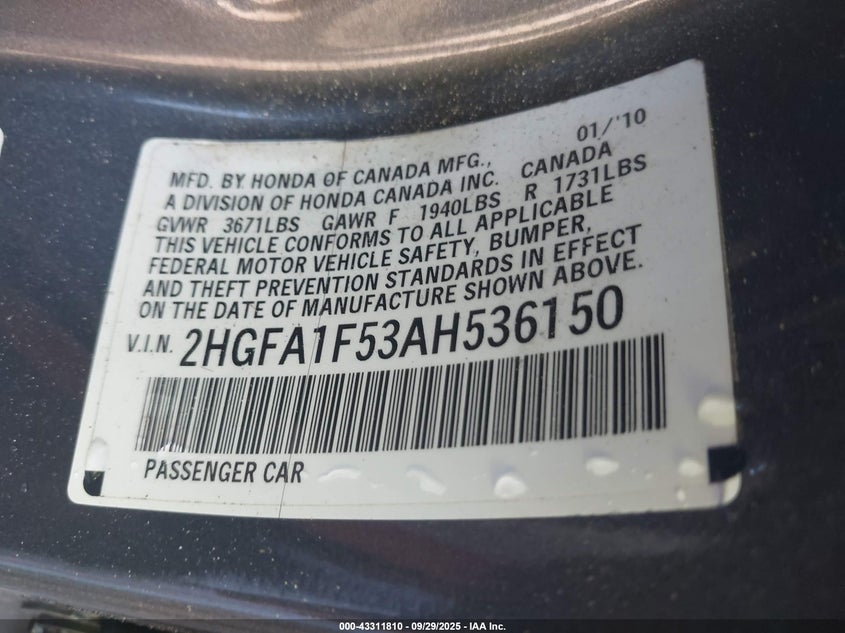 01/'10
MFD. BY HONDA OF CANADA MFG.,
A DIVISION OF HONDA CANADA INC. CANADA
GVWR 3671LBS GAWR F 1940LBS R 1731LBS
THIS VEHICLE CONFORMS TO ALL APPLICABLE
FEDERAL MOTOR VEHICLE SAFETY, BUMPER,
AND THEFT PREVENTION STANDARDS IN EFFECT
ON THE DATE OF MANUFACTURE SHOWN ABOVE.
V.I.N. 2HGFA1F53AH536150
PASSENGER CAR
000-43311810 | 09/29/2025 - IAA Inc.